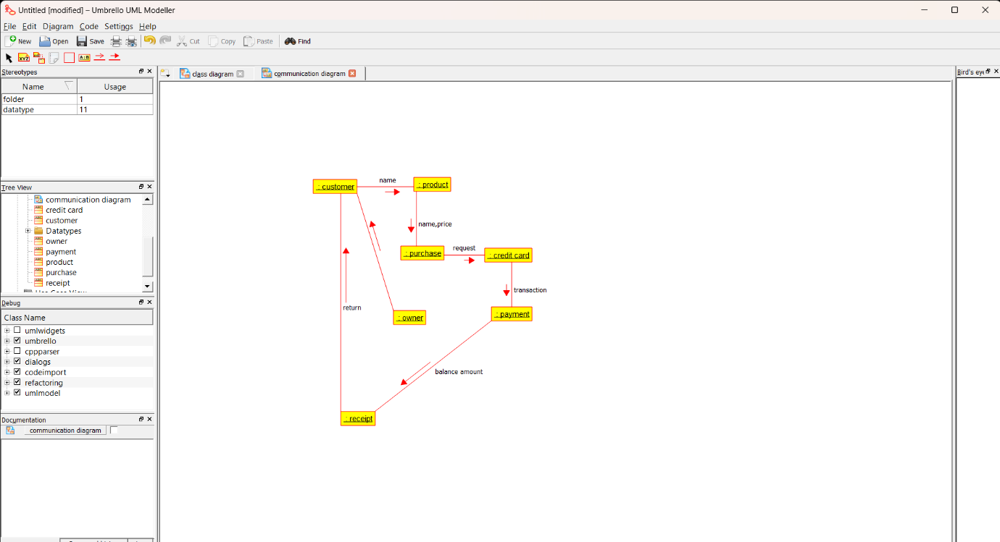 Untitled [modified] – Umbrello UML Modeller
File Edit Diagram Code Settings Help
New Open Save Cut Copy Paste Find
XYZ
A:B
Stereotypes
Name Usage
folder 1
datatype 11
Tree View
communication diagram
credit card
customer
Datatypes
owner
payment
product
purchase
receipt
Debug
Class Name
umlwidgets
umbrello
cppparser
dialogs
codeimport
refactoring
umlmodel
Documentation
communication diagram
class diagram communication diagram
: customer
name
: product
name,price
: purchase
request
: credit card
transaction
return
: owner
: payment
balance amount
: receipt
Bird's eye